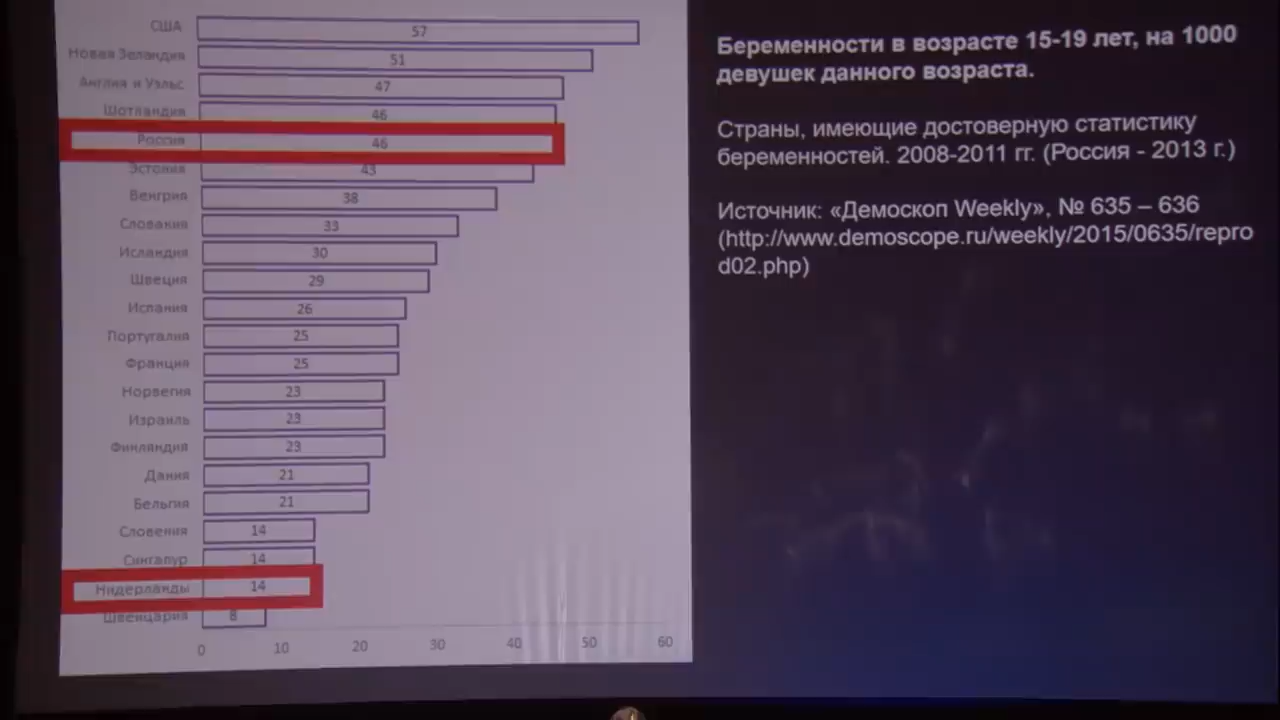 США 57
Новая Зеландия 51
Англия и Уэльс 47
Шотландия 46
Россия 46
Эстония 43
Венгрия 38
Словакия 33
Исландия 30
Швеция 29
Испания 26
Португалия 25
Франция 25
Норвегия 23
Израиль 23
Финляндия 23
Дания 21
Бельгия 21
Словения 14
Сингапур 14
Нидерланды 14
Швейцария 8
0 10 20 30 40 50 60
Беременности в возрасте 15-19 лет, на 1000
девушек данного возраста.
Страны, имеющие достоверную статистику
беременностей. 2008-2011 гг. (Россия - 2013 г.)
Источник: «Демоскоп Weekly», № 635 – 636
(http://www.demoscope.ru/weekly/2015/0635/repro
d02.php)